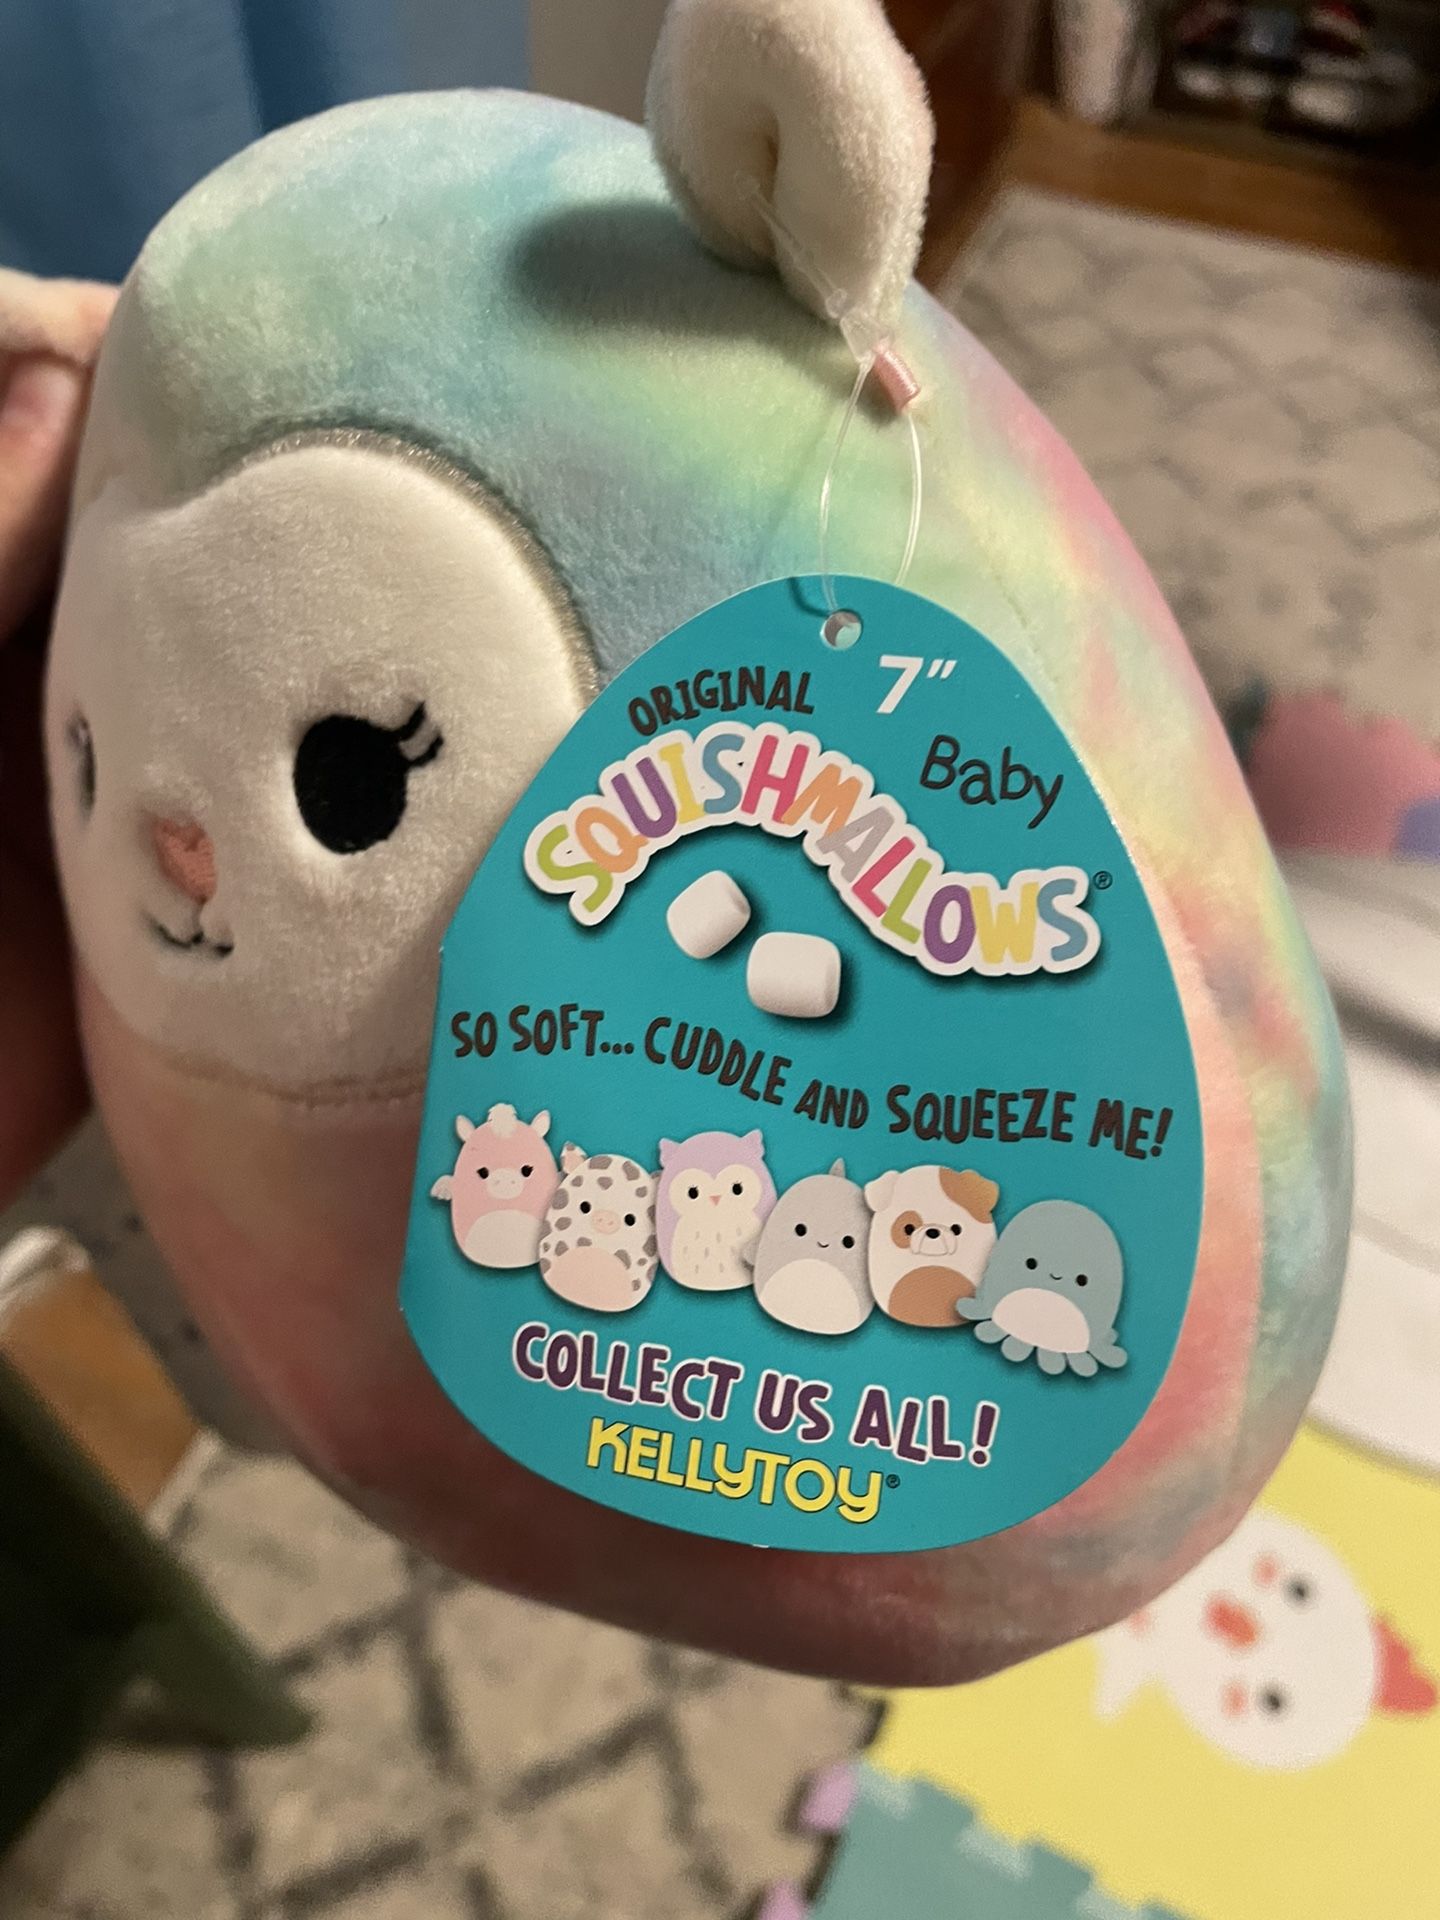 ORIGINAL 7"
SQUISHMALLOWS® Baby
SO SOFT... CUDDLE AND SQUEEZE ME!
COLLECT US ALL!
KELLYTOY®